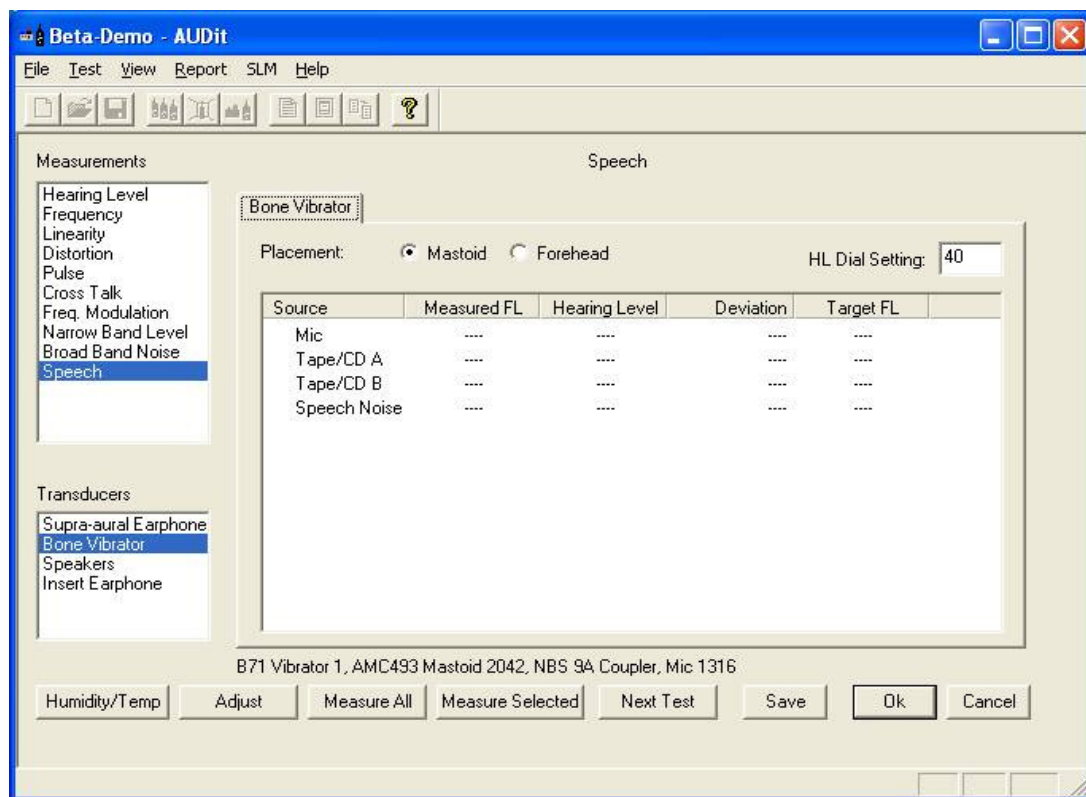 Beta-Demo - AUDit
File Test View Report SLM Help
Measurements
Speech
Hearing Level
Frequency
Linearity
Distortion
Pulse
Cross Talk
Freq. Modulation
Narrow Band Level
Broad Band Noise
Speech
Bone Vibrator
Placement: Mastoid Forehead HL Dial Setting: 40
Source Measured FL Hearing Level Deviation Target FL
Mic ---- ---- ---- ----
Tape/CD A ---- ---- ---- ----
Tape/CD B ---- ---- ---- ----
Speech Noise ---- ---- ---- ----
Transducers
Supra-aural Earphone
Bone Vibrator
Speakers
Insert Earphone
B71 Vibrator 1, AMC493 Mastoid 2042, NBS 9A Coupler, Mic 1316
Humidity/Temp Adjust Measure All Measure Selected Next Test Save Ok Cancel